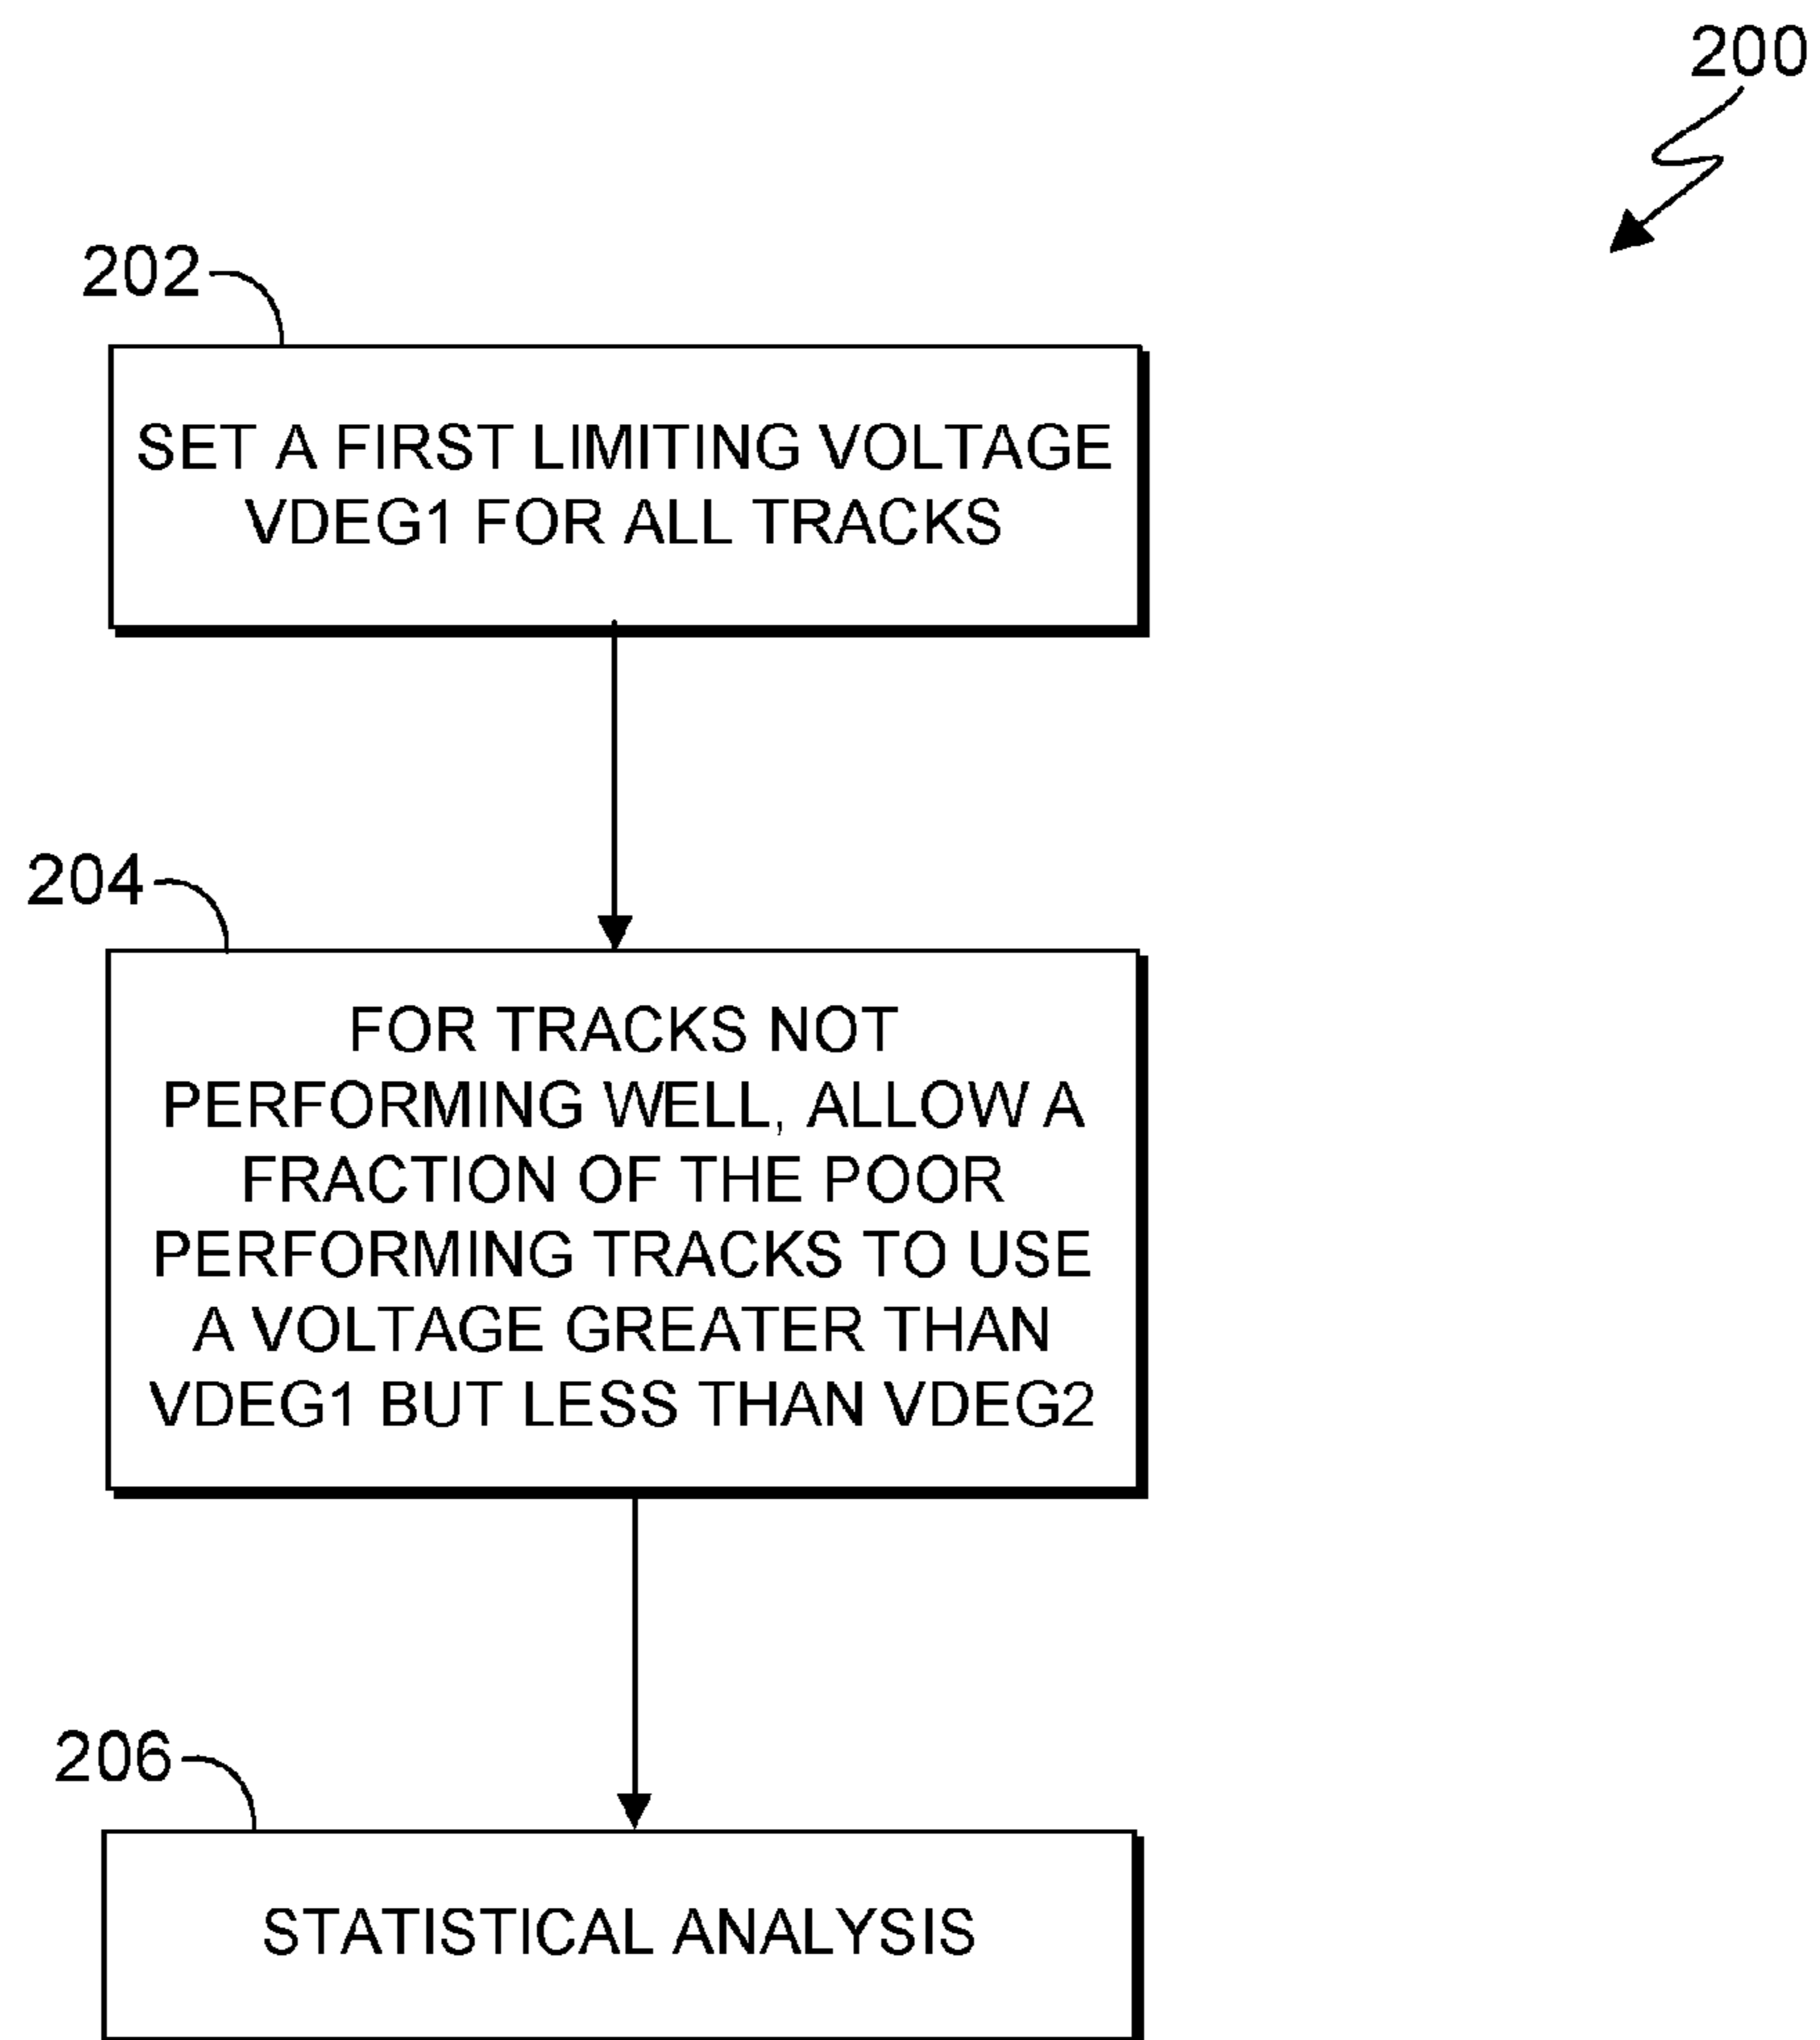 200
202
SET A FIRST LIMITING VOLTAGE
VDEG1 FOR ALL TRACKS
204
FOR TRACKS NOT
PERFORMING WELL, ALLOW A
FRACTION OF THE POOR
PERFORMING TRACKS TO USE
A VOLTAGE GREATER THAN
VDEG1 BUT LESS THAN VDEG2
206
STATISTICAL ANALYSIS